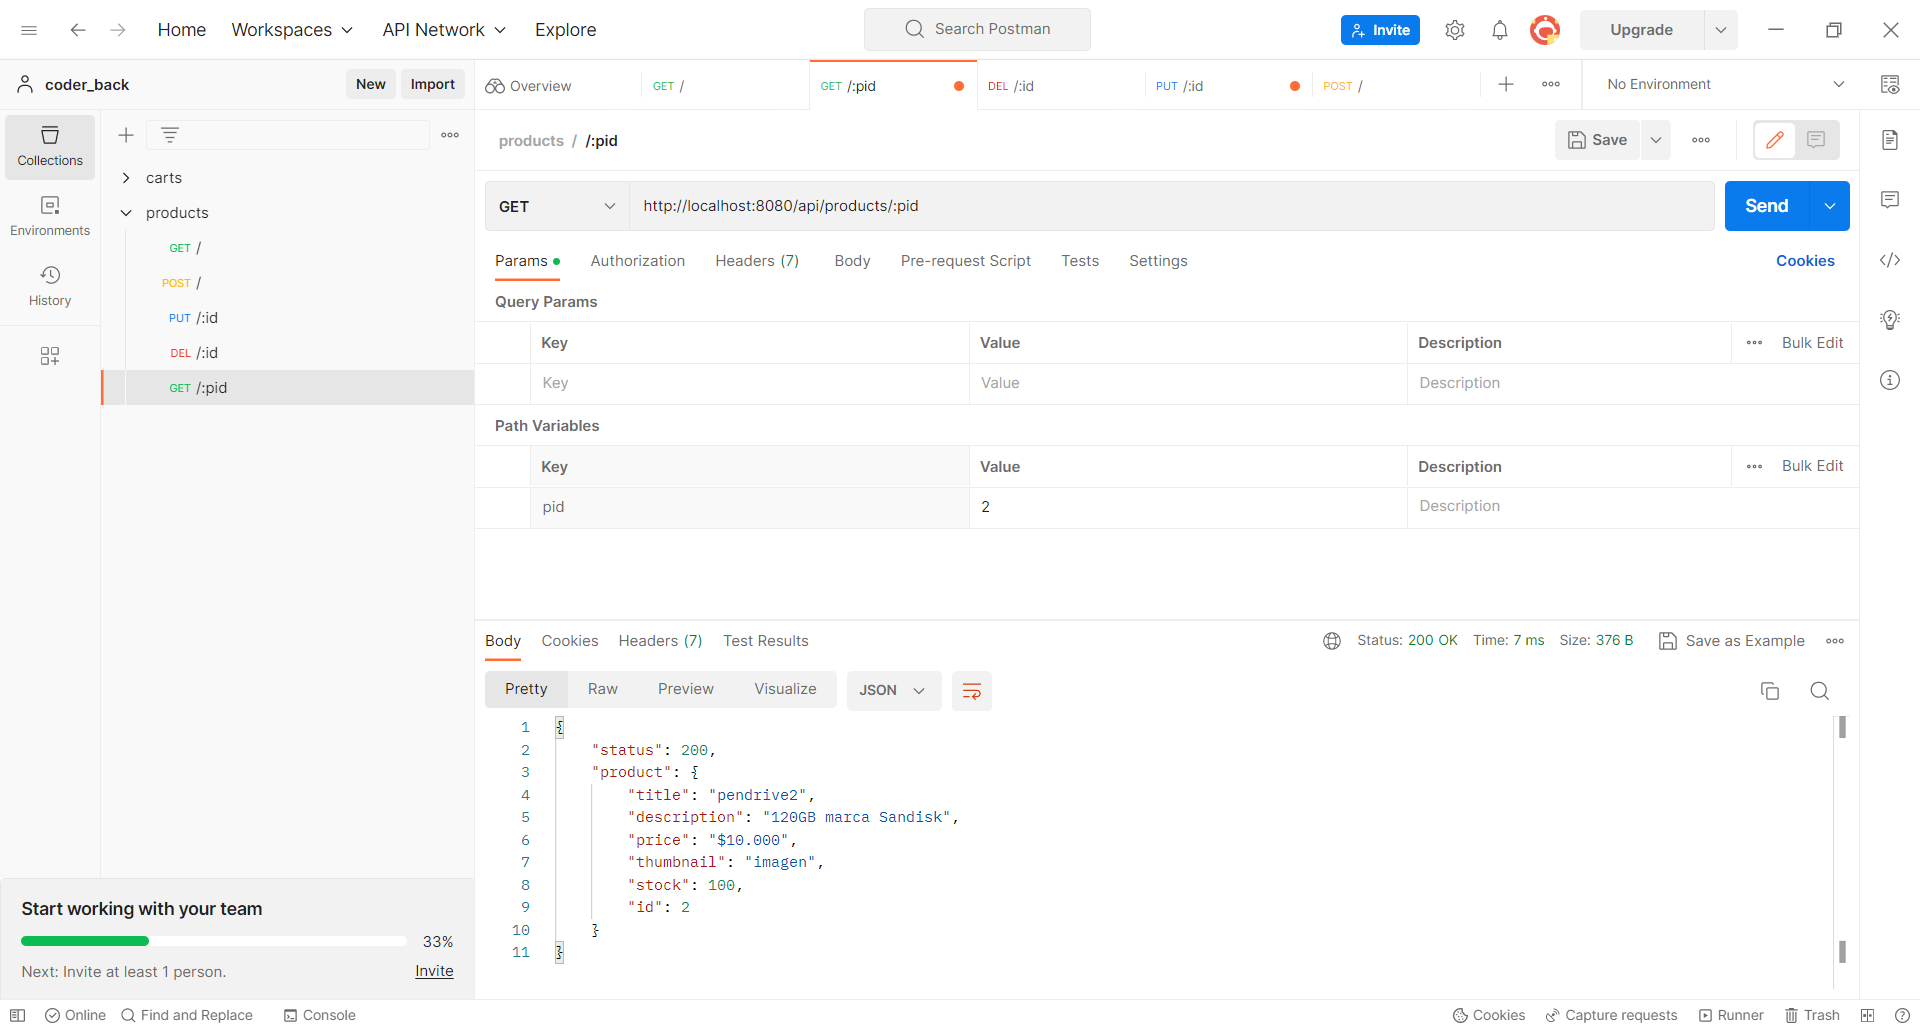 Home Workspaces API Network Explore Search Postman Invite Upgrade
coder_back New Import Overview GET / GET /:pid DEL /:id PUT /:id POST / No Environment
Collections
Environments
History
carts
products
GET /
POST /
PUT /:id
DEL /:id
GET /:pid
products / /:pid Save
GET http://localhost:8080/api/products/:pid Send
Params Authorization Headers (7) Body Pre-request Script Tests Settings Cookies
Query Params
Key Value Description Bulk Edit
Key Value Description
Path Variables
Key Value Description Bulk Edit
pid 2 Description
Body Cookies Headers (7) Test Results Status: 200 OK Time: 7 ms Size: 376 B Save as Example
Pretty Raw Preview Visualize JSON
1 {
2 "status": 200,
3 "product": {
4 "title": "pendrive2",
5 "description": "120GB marca Sandisk",
6 "price": "$10.000",
7 "thumbnail": "imagen",
8 "stock": 100,
9 "id": 2
10 }
11 }
Start working with your team
33%
Next: Invite at least 1 person. Invite
Online Find and Replace Console Cookies Capture requests Runner Trash